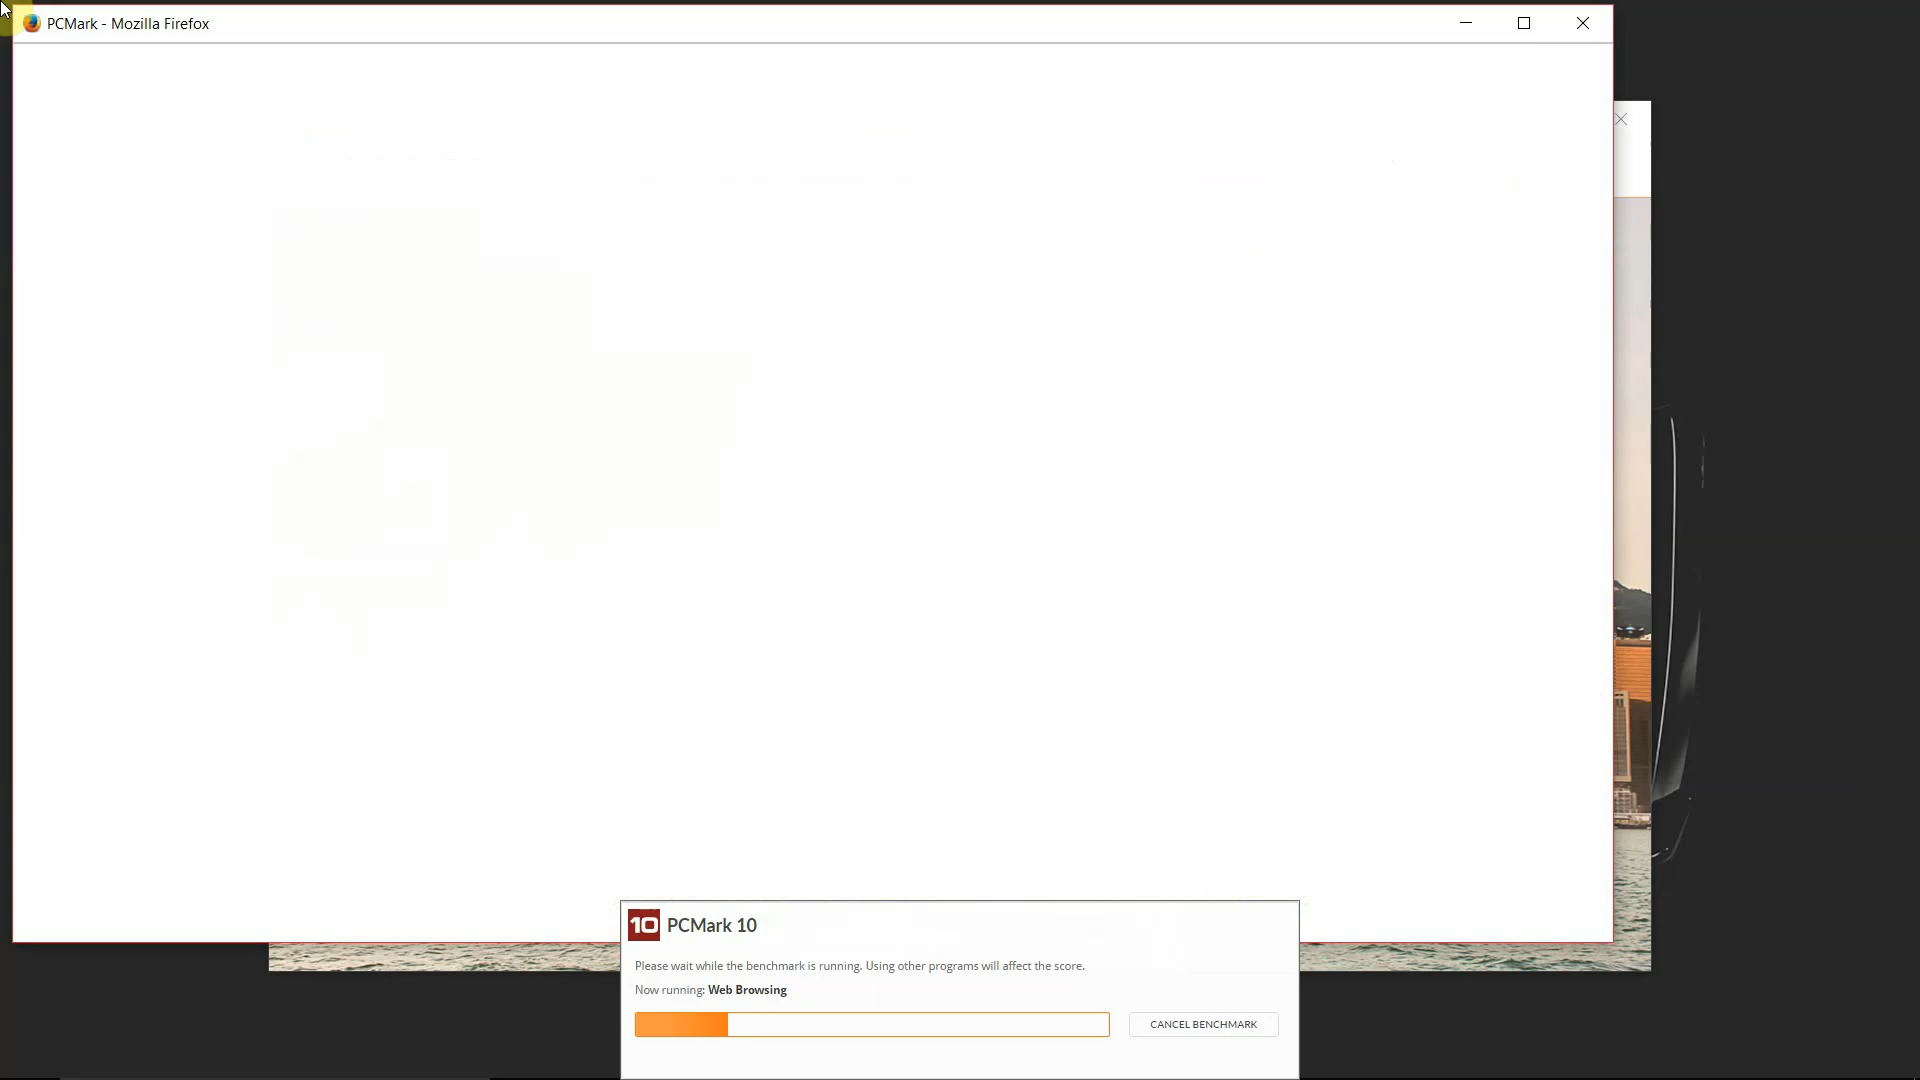 PCMark - Mozilla Firefox
10 PCMark 10
Please wait while the benchmark is running. Using other programs will affect the score.
Now running: Web Browsing
CANCEL BENCHMARK